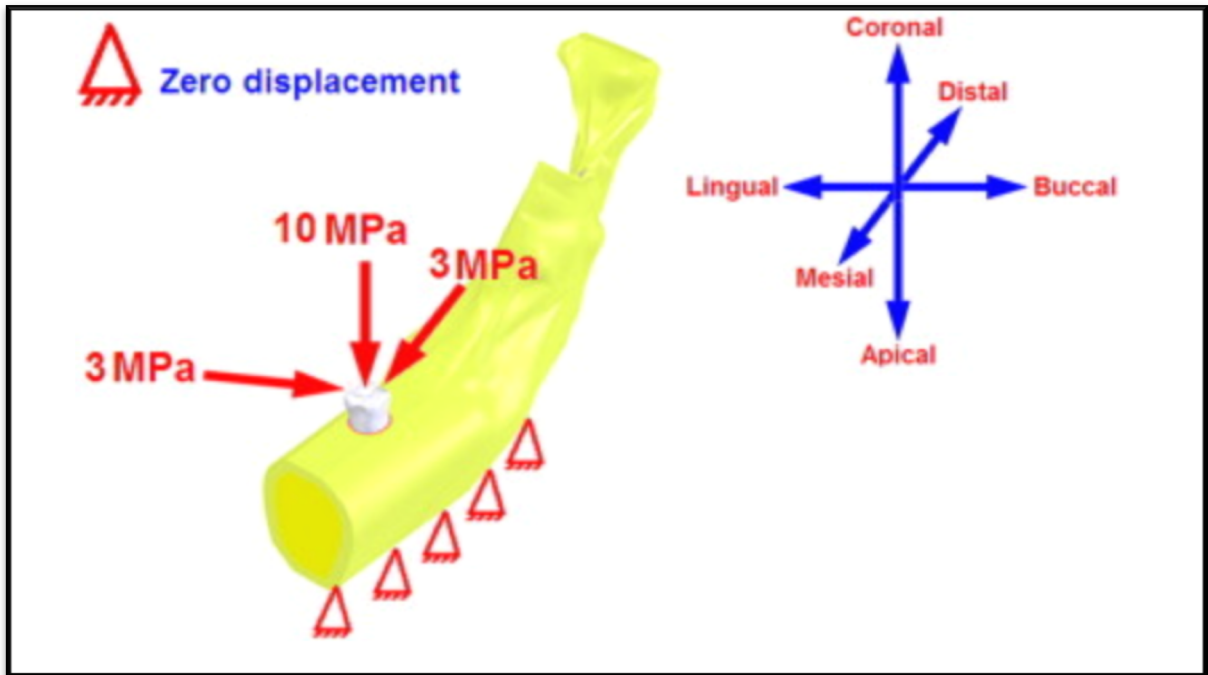 Zero displacement
Coronal
Distal
Lingual
Buccal
Mesial
Apical
10 MPa
3 MPa
3 MPa